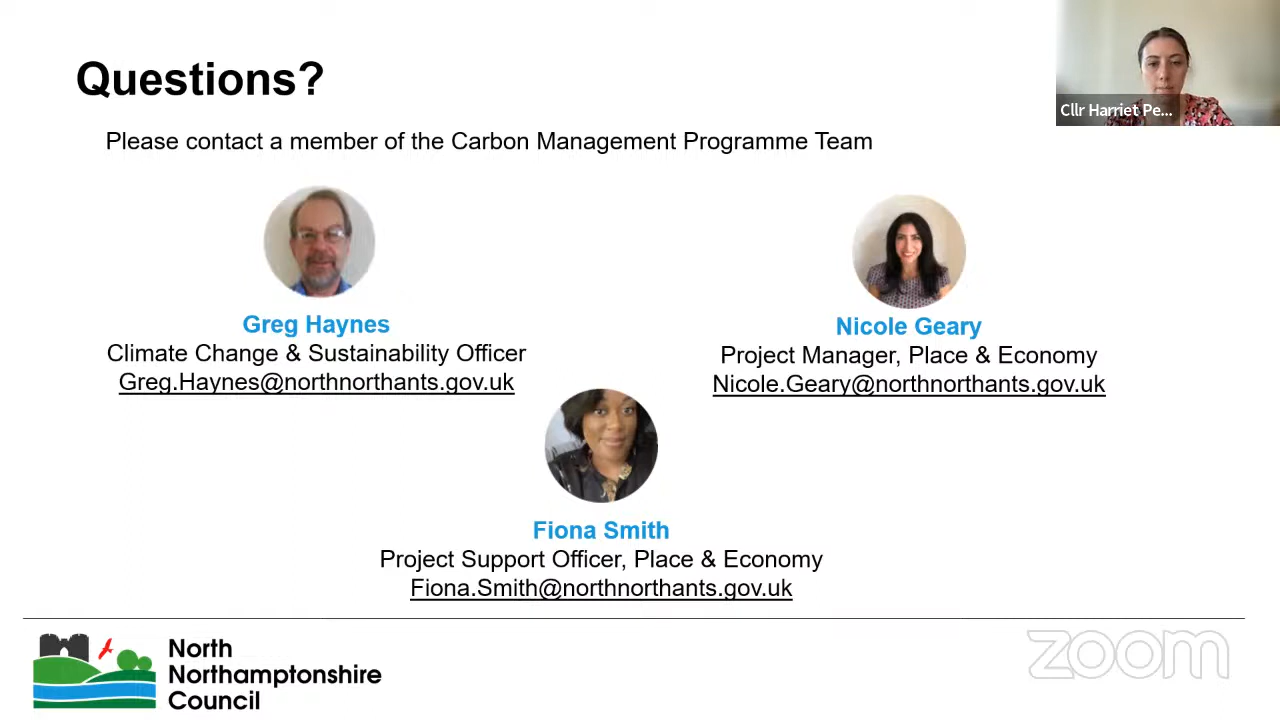 Questions?
Cllr Harriet Pe...
Please contact a member of the Carbon Management Programme Team
Greg Haynes
Climate Change & Sustainability Officer
Greg.Haynes@northnorthants.gov.uk
Nicole Geary
Project Manager, Place & Economy
Nicole.Geary@northnorthants.gov.uk
Fiona Smith
Project Support Officer, Place & Economy
Fiona.Smith@northnorthants.gov.uk
North
Northamptonshire
Council
zoom